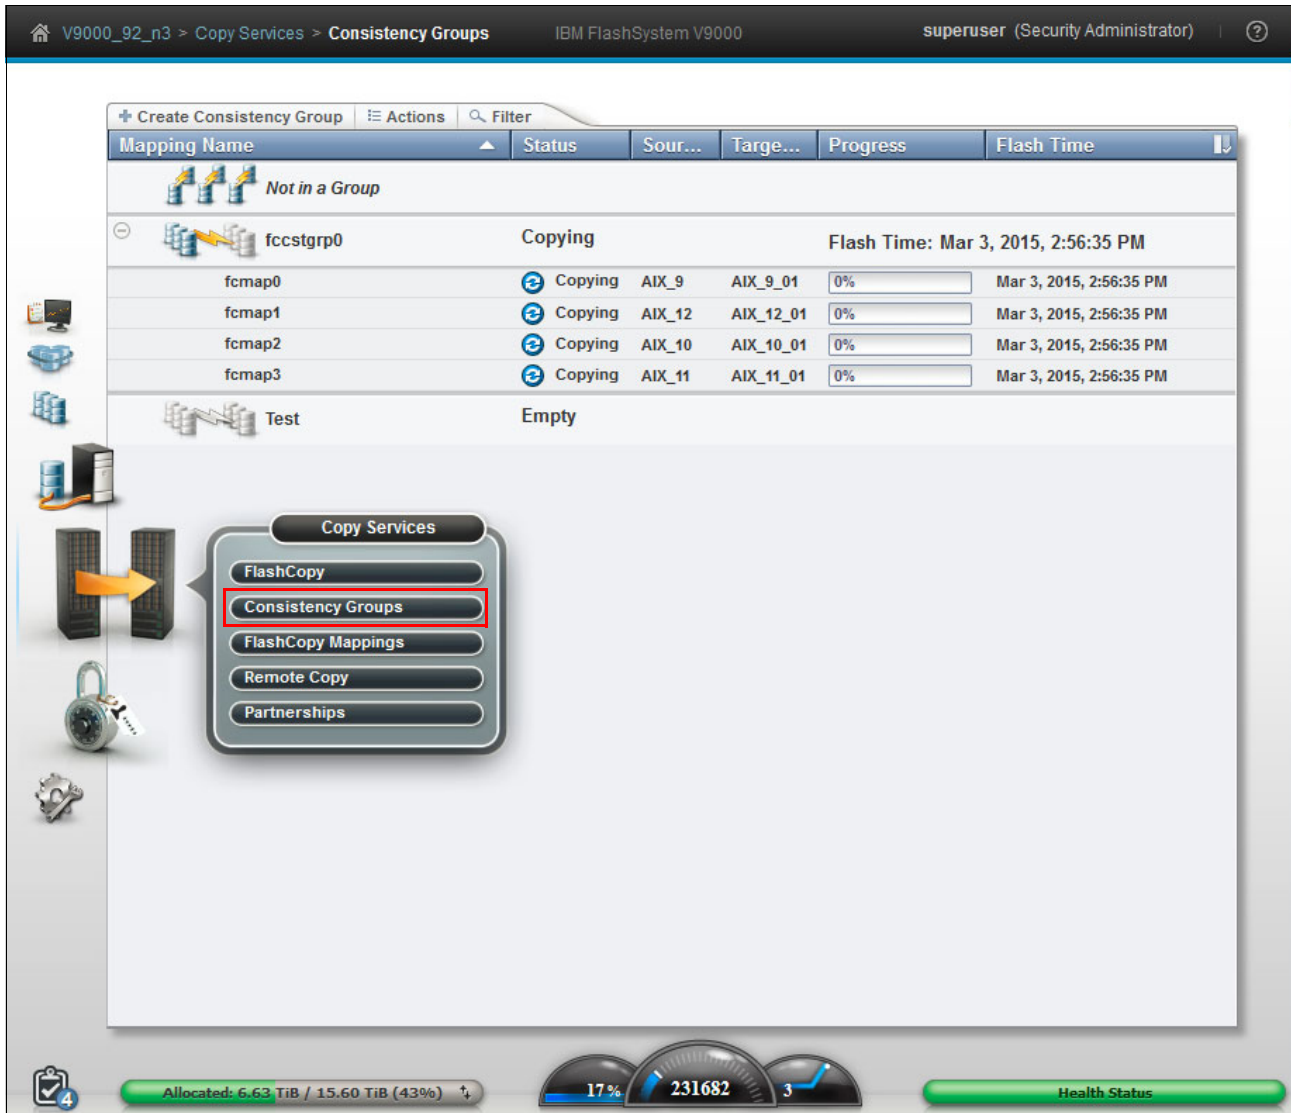 V9000_92_n3 > Copy Services > Consistency Groups IBM FlashSystem V9000 superuser (Security Administrator) | ?
Create Consistency Group Actions Filter
Mapping Name Status Sour... Targe... Progress Flash Time
Not in a Group
fccstgrp0 Copying Flash Time: Mar 3, 2015, 2:56:35 PM
fcmap0 Copying AIX_9 AIX_9_01 0% Mar 3, 2015, 2:56:35 PM
fcmap1 Copying AIX_12 AIX_12_01 0% Mar 3, 2015, 2:56:35 PM
fcmap2 Copying AIX_10 AIX_10_01 0% Mar 3, 2015, 2:56:35 PM
fcmap3 Copying AIX_11 AIX_11_01 0% Mar 3, 2015, 2:56:35 PM
Test Empty
Copy Services
FlashCopy
Consistency Groups
FlashCopy Mappings
Remote Copy
Partnerships
4 Allocated: 6.63 TiB / 15.60 TiB (43%) 17% 231682 3 Health Status